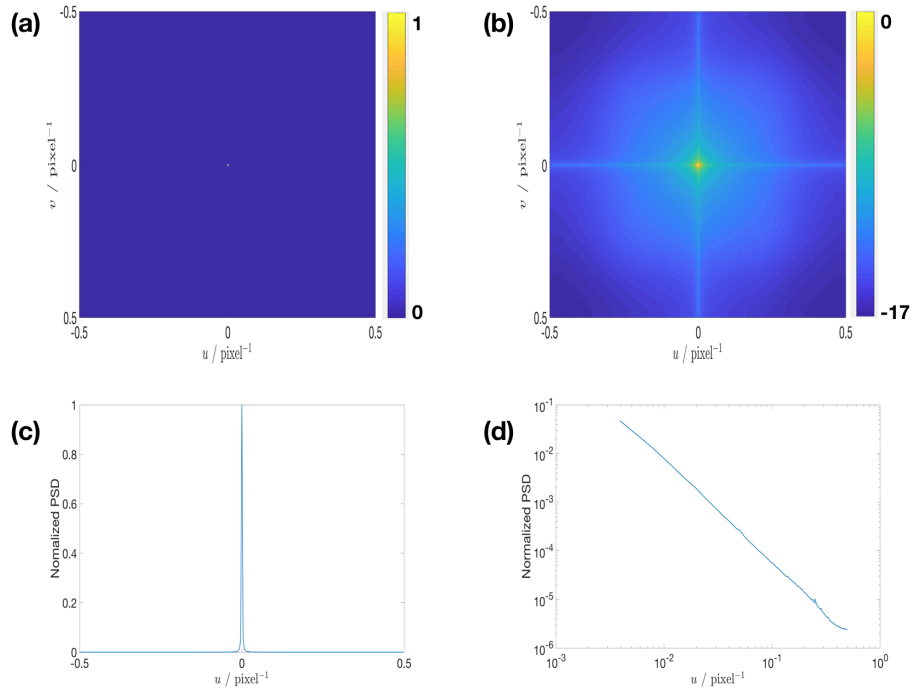 (a)
-0.5
0
0.5
v / pixel⁻¹
-0.5
0
0.5
u / pixel⁻¹
1
0
(b)
-0.5
0
0.5
v / pixel⁻¹
-0.5
0
0.5
u / pixel⁻¹
0
-17
(c)
1
0.8
0.6
0.4
0.2
0
Nomalized PSD
-0.5
0
0.5
u / pixel⁻¹
(d)
10⁻¹
10⁻²
10⁻³
10⁻⁴
10⁻⁵
10⁻⁶
Normalized PSD
10⁻³
10⁻²
10⁻¹
10⁰
u / pixel⁻¹